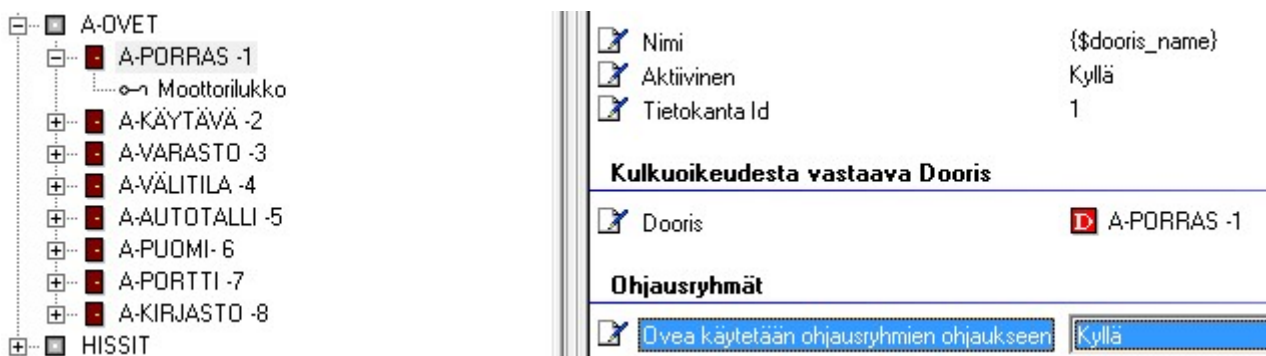 A-OVET
A-PORRAS -1
Moottorilukko
A-KÄYTÄVÄ -2
A-VARASTO -3
A-VÄLITILA -4
A-AUTOTALLI -5
A-PUOMI- 6
A-PORTTI -7
A-KIRJASTO -8
HISSIT
Nimi {$dooris_name}
Aktiivinen Kyllä
Tietokanta Id 1
Kulkuoikeudesta vastaava Dooris
Dooris D A-PORRAS -1
Ohjausryhmät
Ovea käytetään ohjausryhmien ohjaukseen Kyllä